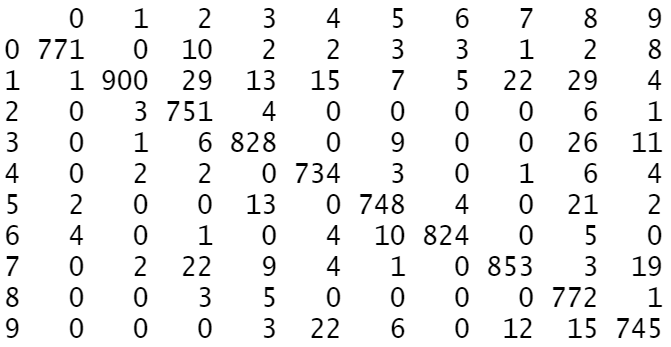 0 1 2 3 4 5 6 7 8 9
0 771 0 10 2 2 3 3 1 2 8
1 1 900 29 13 15 7 5 22 29 4
2 0 3 751 4 0 0 0 0 6 1
3 0 1 6 828 0 9 0 0 26 11
4 0 2 2 0 734 3 0 1 6 4
5 2 0 0 13 0 748 4 0 21 2
6 4 0 1 0 4 10 824 0 5 0
7 0 2 22 9 4 1 0 853 3 19
8 0 0 3 5 0 0 0 0 772 1
9 0 0 0 3 22 6 0 12 15 745